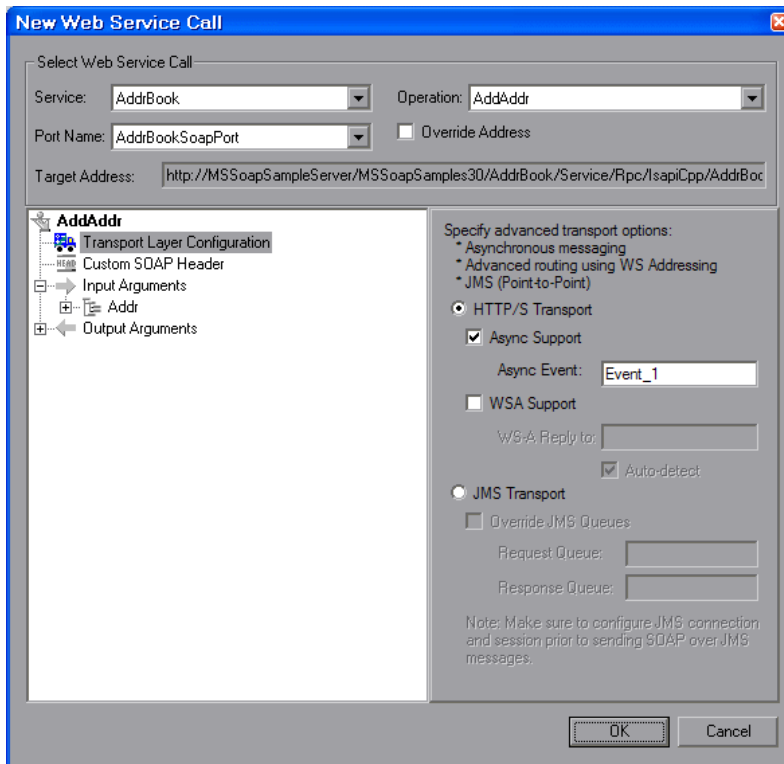 New Web Service Call
Select Web Service Call
Service: AddrBook Operation: AddAddr
Port Name: AddrBookSoapPort Override Address
Target Address: http://MSSoapSampleServer/MSSoapSamples30/AddrBook/Service/Rpc/IsapiCpp/AddrBoc
AddAddr
Transport Layer Configuration
HEAD Custom SOAP Header
Input Arguments
Addr
Output Arguments
Specify advanced transport options:
* Asynchronous messaging
* Advanced routing using WS Addressing
* JMS (Point-to-Point)
HTTP/S Transport
Async Support
Async Event: Event_1
WSA Support
WS-A Reply to:
Auto-detect
JMS Transport
Override JMS Queues
Request Queue:
Response Queue:
Note: Make sure to configure JMS connection
and session prior to sending SOAP over JMS
messages.
OK Cancel